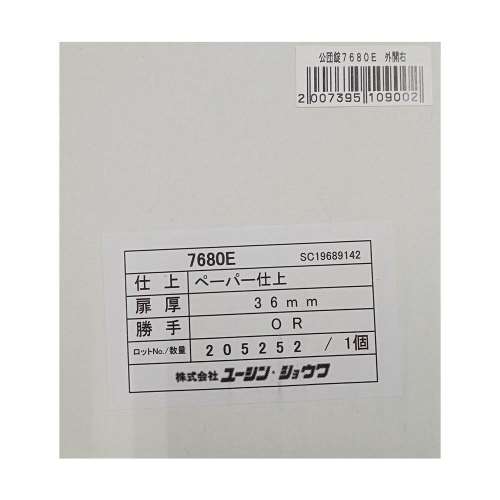 公団錠7680E 外開右
2 007395 109002
7680E SC19689142
仕上 ペーパー仕上
扉厚 36mm
勝手 OR
ロットNo./数量 205252 / 1個
株式会社 ユーシン・ショウワ